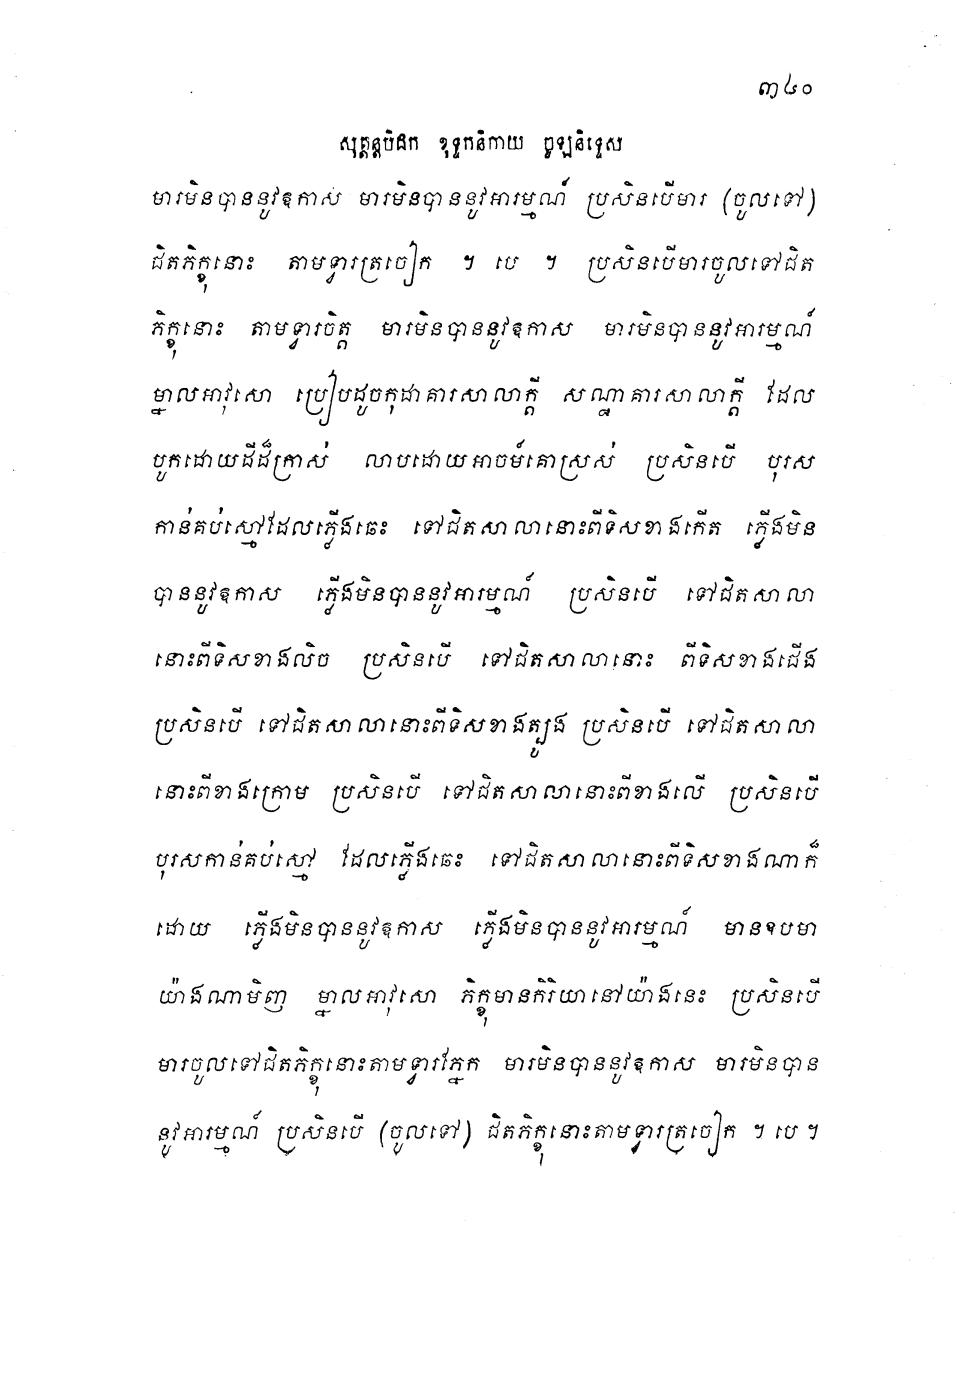 ៣៤០
សុត្តន្តបិដក ខុទ្ទកនិកាយ ចូឡនិទ្ទេស
មារមិនបាននូវឱកាស មារមិនបាននូវអារម្មណ៍ ប្រសិនបើមារ (ចូលទៅ)
ជិតភិក្ខុនោះ តាមទ្វារត្រចៀក ។ បេ ។ ប្រសិនបើមារចូលទៅជិត
ភិក្ខុនោះ តាមទ្វារចិត្ត មារមិនបាននូវឱកាស មារមិនបាននូវអារម្មណ៍
ម្នាលអាវុសោ ប្រៀបដូចកុដាគារសាលាក្តី សណ្ឋាគារសាលាក្តី ដែល
បូកដោយដីដ៏ក្រាស់ លាបដោយអាចម៍គោស្រស់ ប្រសិនបើ បុរស
កាន់គប់ស្មៅដែលភ្លើងឆេះ ទៅជិតសាលានោះពីទិសខាងកើត ភ្លើងមិន
បាននូវឱកាស ភ្លើងមិនបាននូវអារម្មណ៍ ប្រសិនបើ ទៅជិតសាលា
នោះពីទិសខាងលិច ប្រសិនបើ ទៅជិតសាលានោះ ពីទិសខាងជើង
ប្រសិនបើ ទៅជិតសាលានោះពីទិសខាងត្បូង ប្រសិនបើ ទៅជិតសាលា
នោះពីខាងក្រោម ប្រសិនបើ ទៅជិតសាលានោះពីខាងលើ ប្រសិនបើ
បុរសកាន់គប់ស្មៅ ដែលភ្លើងឆេះ ទៅជិតសាលានោះពីទិសខាងណាក៏
ដោយ ភ្លើងមិនបាននូវឱកាស ភ្លើងមិនបាននូវអារម្មណ៍ មានឧបមា
យ៉ាងណាមិញ ម្នាលអាវុសោ ភិក្ខុមានកិរិយានៅយ៉ាងនេះ ប្រសិនបើ
មារចូលទៅជិតភិក្ខុនោះតាមទ្វារភ្នែក មារមិនបាននូវឱកាស មារមិនបាន
នូវអារម្មណ៍ ប្រសិនបើ (ចូលទៅ) ជិតភិក្ខុនោះតាមទ្វារត្រចៀក ។ បេ ។